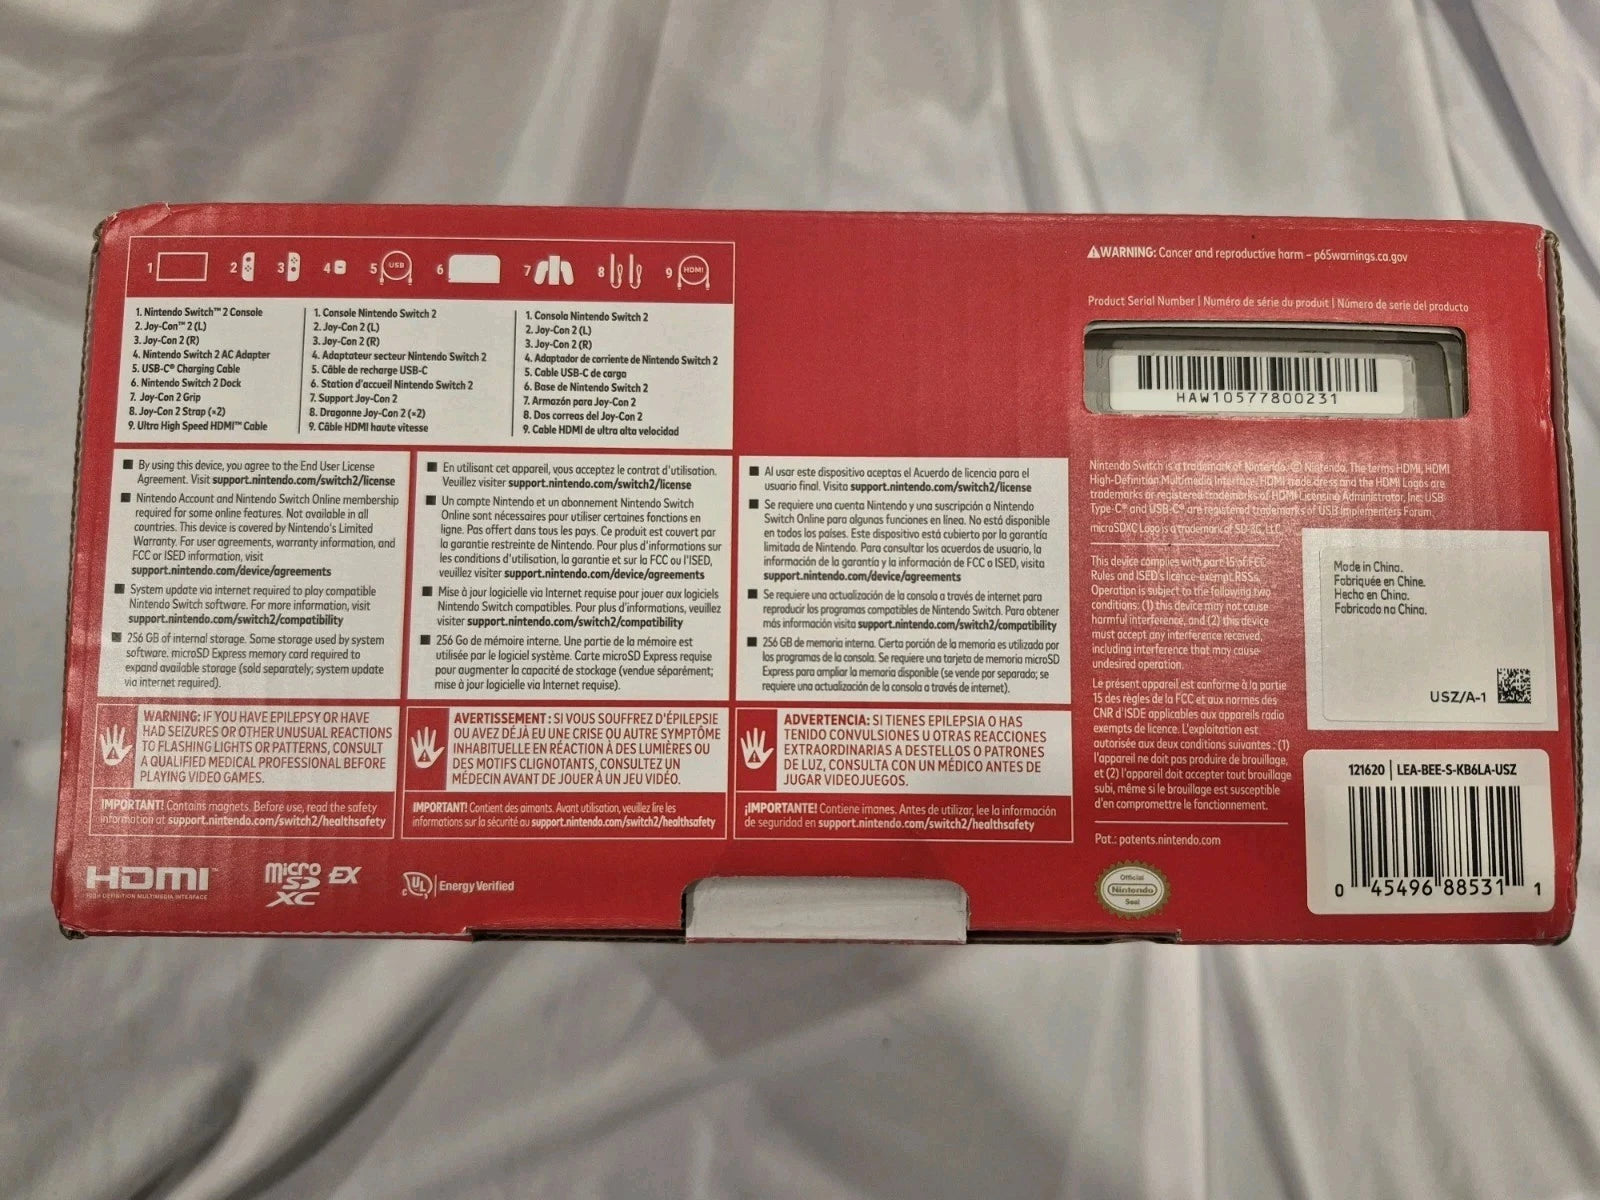 1
2
3
4
5 USB
6
7
8
9 HDMI
1. Nintendo Switch™ 2 Console
2. Joy-Con™ 2 (L)
3. Joy-Con 2 (R)
4. Nintendo Switch 2 AC Adapter
5. USB-C® Charging Cable
6. Nintendo Switch 2 Dock
7. Joy-Con 2 Grip
8. Joy-Con 2 Strap (×2)
9. Ultra High Speed HDMI™ Cable
1. Console Nintendo Switch 2
2. Joy-Con 2 (L)
3. Joy-Con 2 (R)
4. Adaptateur secteur Nintendo Switch 2
5. Câble de recharge USB-C
6. Station d'accueil Nintendo Switch 2
7. Support Joy-Con 2
8. Dragonne Joy-Con 2 (×2)
9. Câble HDMI haute vitesse
1. Consola Nintendo Switch 2
2. Joy-Con 2 (L)
3. Joy-Con 2 (R)
4. Adaptador de corriente de Nintendo Switch 2
5. Cable USB-C de carga
6. Base de Nintendo Switch 2
7. Armazón para Joy-Con 2
8. Dos correas del Joy-Con 2
9. Cable HDMI de ultra alta velocidad
■ By using this device, you agree to the End User License
Agreement. Visit support.nintendo.com/switch2/license
■ Nintendo Account and Nintendo Switch Online membership
required for some online features. Not available in all
countries. This device is covered by Nintendo's Limited
Warranty. For user agreements, warranty information, and
FCC or ISED information, visit
support.nintendo.com/device/agreements
■ System update via internet required to play compatible
Nintendo Switch software. For more information, visit
support.nintendo.com/switch2/compatibility
■ 256 GB of internal storage. Some storage used by system
software. microSD Express memory card required to
expand available storage (sold separately; system update
via internet required).
■ En utilisant cet appareil, vous acceptez le contrat d'utilisation.
Veuillez visiter support.nintendo.com/switch2/license
■ Un compte Nintendo et un abonnement Nintendo Switch
Online sont nécessaires pour utiliser certaines fonctions en
ligne. Pas offert dans tous les pays. Ce produit est couvert par
la garantie restreinte de Nintendo. Pour plus d'informations sur
les conditions d'utilisation, la garantie et sur la FCC ou l'ISED,
veuillez visiter support.nintendo.com/device/agreements
■ Mise à jour logicielle via Internet requise pour jouer aux logiciels
Nintendo Switch compatibles. Pour plus d'informations, veuillez
visiter support.nintendo.com/switch2/compatibility
■ 256 Go de mémoire interne. Une partie de la mémoire est
utilisée par le logiciel système. Carte microSD Express requise
pour augmenter la capacité de stockage (vendue séparément;
mise à jour logicielle via Internet requise).
■ Al usar este dispositivo aceptas el Acuerdo de licencia para el
usuario final. Visita support.nintendo.com/switch2/license
■ Se requiere una cuenta Nintendo y una suscripción a Nintendo
Switch Online para algunas funciones en línea. No está disponible
en todos los países. Este dispositivo está cubierto por la garantía
limitada de Nintendo. Para consultar los acuerdos de usuario, la
información de la garantía y la información de FCC o ISED, visita
support.nintendo.com/device/agreements
■ Se requiere una actualización de la consola a través de internet para
reproducir los programas compatibles de Nintendo Switch. Para obtener
más información visita support.nintendo.com/switch2/compatibility
■ 256 GB de memoria interna. Cierta porción de la memoria es utilizada por
los programas de la consola. Se requiere una tarjeta de memoria microSD
Express para ampliar la memoria disponible (se vende por separado; se
requiere una actualización de la consola a través de internet).
WARNING: IF YOU HAVE EPILEPSY OR HAVE
HAD SEIZURES OR OTHER UNUSUAL REACTIONS
TO FLASHING LIGHTS OR PATTERNS, CONSULT
A QUALIFIED MEDICAL PROFESSIONAL BEFORE
PLAYING VIDEO GAMES.
IMPORTANT! Contains magnets. Before use, read the safety
information at support.nintendo.com/switch2/healthsafety
AVERTISSEMENT : SI VOUS SOUFFREZ D'ÉPILEPSIE
OU AVEZ DÉJÀ EU UNE CRISE OU AUTRE SYMPTÔME
INHABITUELLE EN RÉACTION À DES LUMIÈRES OU
DES MOTIFS CLIGNOTANTS, CONSULTEZ UN
MÉDECIN AVANT DE JOUER À UN JEU VIDÉO.
IMPORTANT! Contient des aimants. Avant utilisation, veuillez lire les
informations sur la sécurité au support.nintendo.com/switch2/healthsafety
ADVERTENCIA: SI TIENES EPILEPSIA O HAS
TENIDO CONVULSIONES U OTRAS REACCIONES
EXTRAORDINARIAS A DESTELLOS O PATRONES
DE LUZ, CONSULTA CON UN MÉDICO ANTES DE
JUGAR VIDEOJUEGOS.
¡IMPORTANTE! Contiene imanes. Antes de utilizar, lee la información
de seguridad en support.nintendo.com/switch2/healthsafety
HDMI™
HIGH-DEFINITION MULTIMEDIA INTERFACE
micro SD XC EX
c UL Energy Verified
⚠WARNING: Cancer and reproductive harm – p65warnings.ca.gov
Product Serial Number | Numéro de série du produit | Número de serie del producto
HAW10577800231
Nintendo Switch is a trademark of Nintendo. © Nintendo. The terms HDMI, HDMI
High-Definition Multimedia Interface, HDMI trade dress and the HDMI Logos are
trademarks or registered trademarks of HDMI Licensing Administrator, Inc. USB
Type-C® and USB-C® are registered trademarks of USB Implementers Forum.
microSDXC Logo is a trademark of SD-3C, LLC.
This device complies with part 15 of FCC
Rules and ISED's licence-exempt RSSs.
Operation is subject to the following two
conditions: (1) this device may not cause
harmful interference, and (2) this device
must accept any interference received,
including interference that may cause
undesired operation.
Le présent appareil est conforme à la partie
15 des règles de la FCC et aux normes des
CNR d'ISDE applicables aux appareils radio
exempts de licence. L'exploitation est
autorisée aux deux conditions suivantes : (1)
l'appareil ne doit pas produire de brouillage,
et (2) l'appareil doit accepter tout brouillage
subi, même si le brouillage est susceptible
d'en compromettre le fonctionnement.
Pat.: patents.nintendo.com
Official
Nintendo
Seal
Made in China.
Fabriquée en Chine.
Hecho en China.
Fabricado na China.
USZ/A-1
121620 | LEA-BEE-S-KB6LA-USZ
0 45496 88531 1